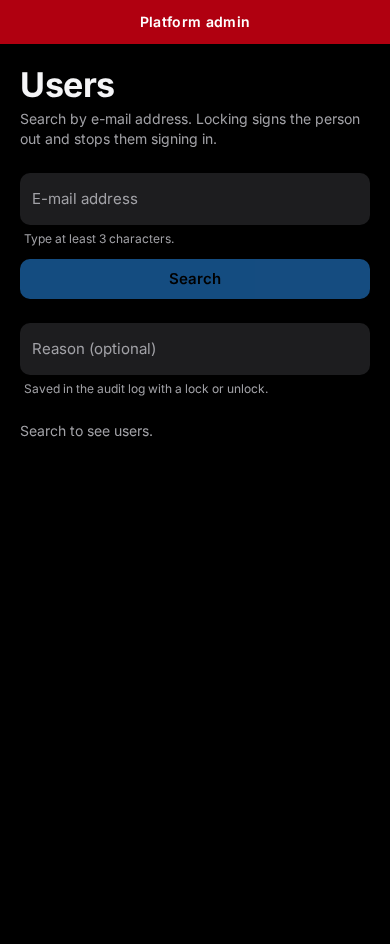 Platform admin
Users
Search by e-mail address. Locking signs the person
out and stops them signing in.
E-mail address
Type at least 3 characters.
Search
Reason (optional)
Saved in the audit log with a lock or unlock.
Search to see users.